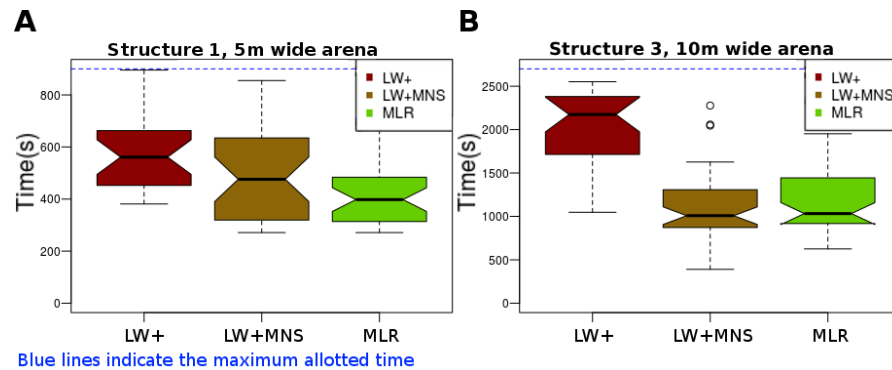 A
Structure 1, 5m wide arena
Time(s)
800
600
400
200
0
LW+
LW+MNS
MLR
LW+
LW+MNS
MLR
B
Structure 3, 10m wide arena
Time(s)
2500
2000
1500
1000
500
0
LW+
LW+MNS
MLR
LW+
LW+MNS
MLR
Blue lines indicate the maximum allotted time